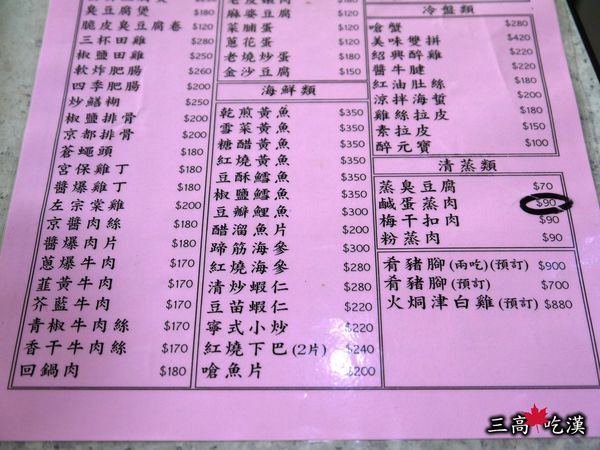 臭豆腐煲 $180
脆皮臭豆腐卷
三杯田雞 $280
椒鹽田雞 $250
軟炸肥腸 $260
四季肥腸 $200
炒鱔糊 $200
椒鹽排骨 $200
京都排骨 $200
蒼蠅頭 $180
宮保雞丁 $180
醬爆雞丁 $180
左宗棠雞 $200
京醬肉絲 $180
醬爆肉片 $180
蔥爆牛肉 $170
韮黃牛肉 $170
芥藍牛肉 $170
青椒牛肉絲 $170
香干牛肉絲 $170
回鍋肉 $180
麻婆豆腐
菜脯蛋 $120
蔥花蛋 $120
老燒炒蛋 $180
金沙豆腐 $150
海鮮類
乾煎黃魚 $350
雪菜黃魚 $350
糖醋黃魚 $350
紅燒黃魚 $350
豆酥鱈魚 $350
椒鹽鱈魚 $350
豆瓣鯉魚 $280
醋溜魚片 $220
蹄筋海參 $300
紅燒海參 $280
清炒蝦仁 $280
豆苗蝦仁 $280
寧式小炒 $220
紅燒下巴(2片) $240
嗆魚片 $200
冷盤類
嗆蟹 $280
美味雙拼 $420
紹興醉雞 $220
醬牛腱 $220
紅油肚絲 $200
涼拌海蜇 $200
雞絲拉皮 $180
素拉皮 $150
醉元寶 $100
清蒸類
蒸臭豆腐 $70
鹹蛋蒸肉 $90
梅干扣肉 $90
粉蒸肉 $90
肴豬腳(兩吃)(預訂) $900
肴豬腳(預訂) $700
火炯津白雞(預訂) $880
三高吃漢